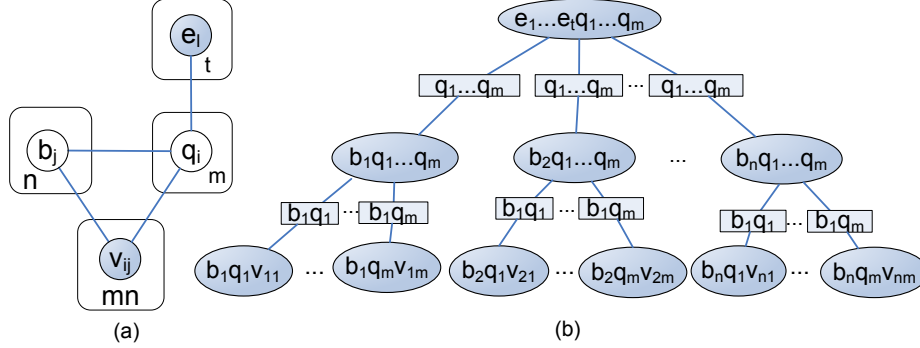 e_l
t
b_j
n
q_i
m
v_ij
mn
(a)
e_1...e_tq_1...q_m
q_1...q_m q_1...q_m ... q_1...q_m
b_1q_1...q_m b_2q_1...q_m ... b_nq_1...q_m
b_1q_1 ... b_1q_m b_1q_1 ... b_1q_m b_1q_1 ... b_1q_m
b_1q_1v_11 ... b_1q_mv_1m b_2q_1v_21 ... b_2q_mv_2m b_nq_1v_n1 ... b_nq_mv_nm
(b)